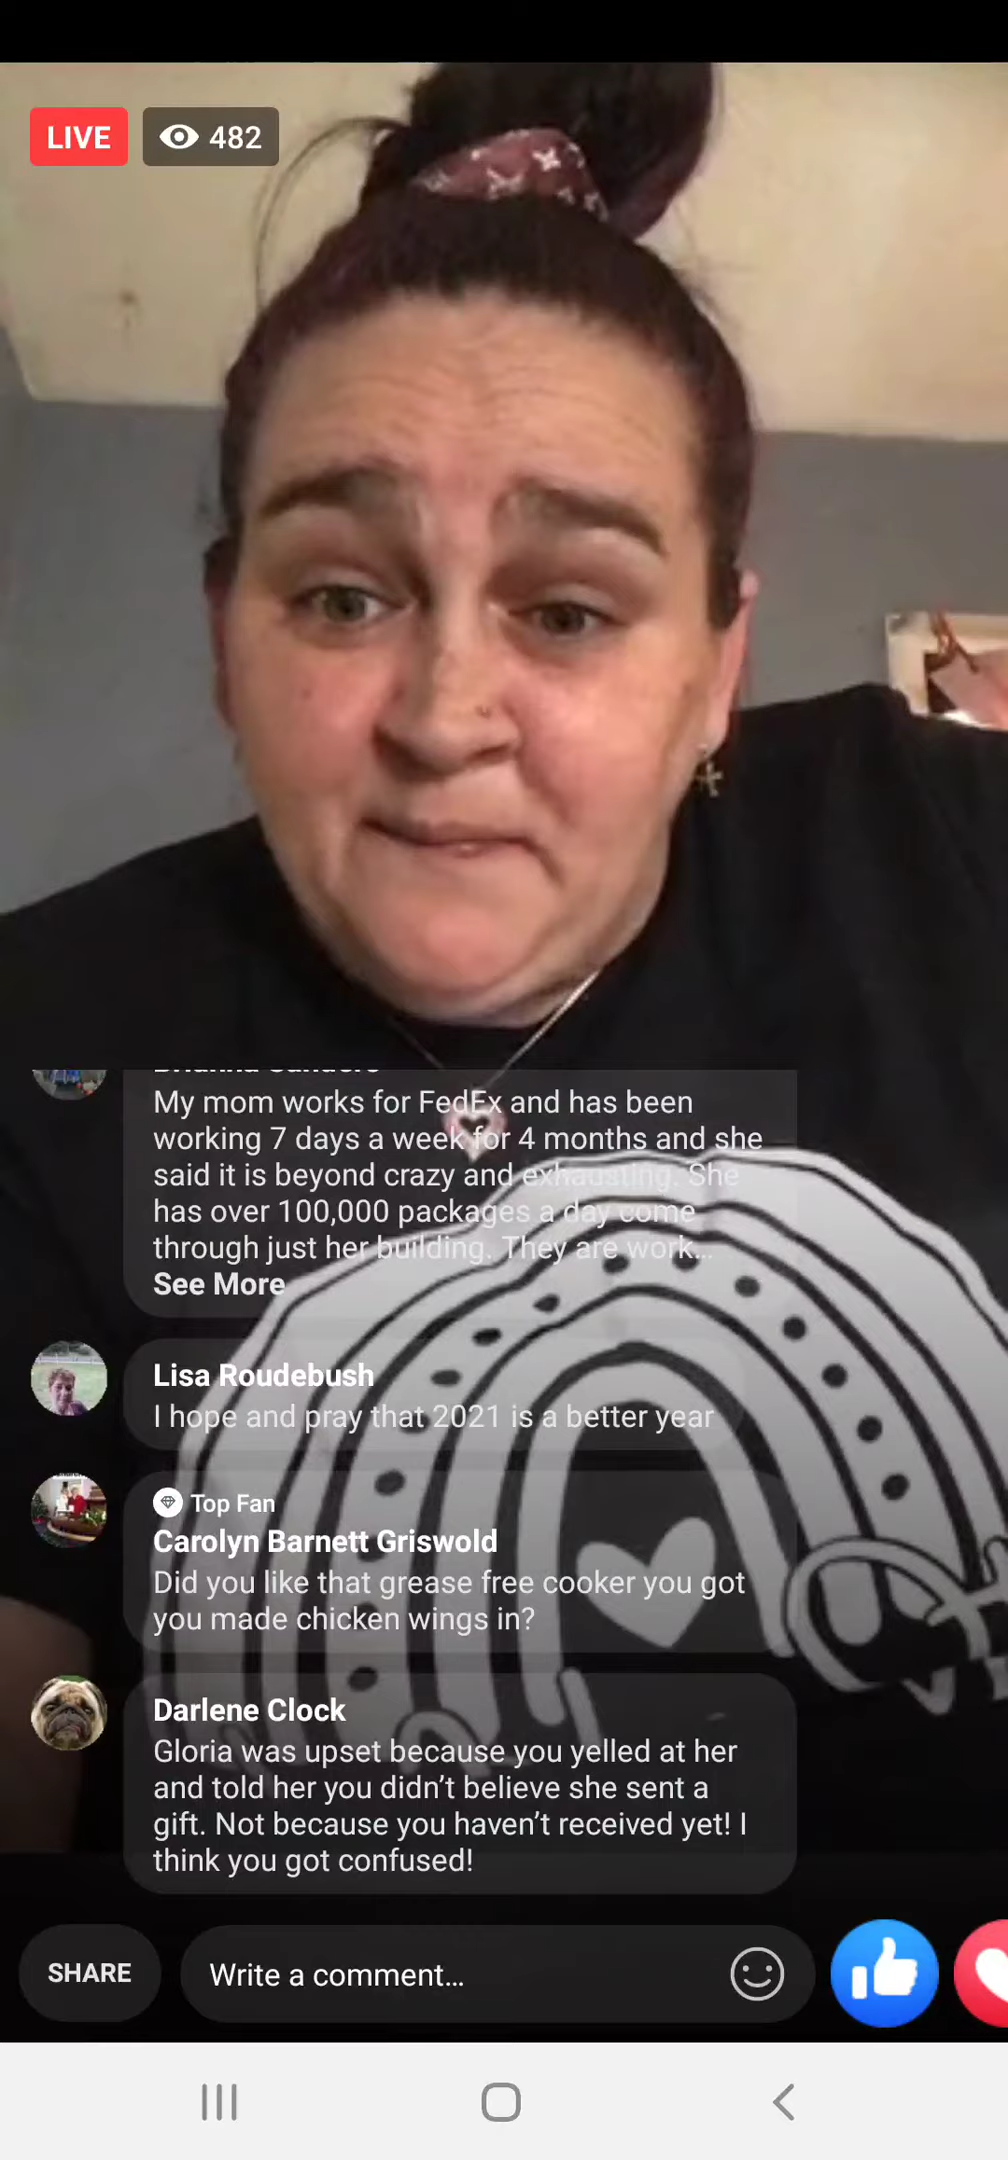 LIVE
482
My mom works for FedEx and has been
working 7 days a week for 4 months and she
said it is beyond crazy and exhausting. She
has over 100,000 packages a day come
through just her building. They are work...
See More
Lisa Roudebush
I hope and pray that 2021 is a better year
Top Fan
Carolyn Barnett Griswold
Did you like that grease free cooker you got
you made chicken wings in?
Darlene Clock
Gloria was upset because you yelled at her
and told her you didn't believe she sent a
gift. Not because you haven't received yet! I
think you got confused!
SHARE
Write a comment...